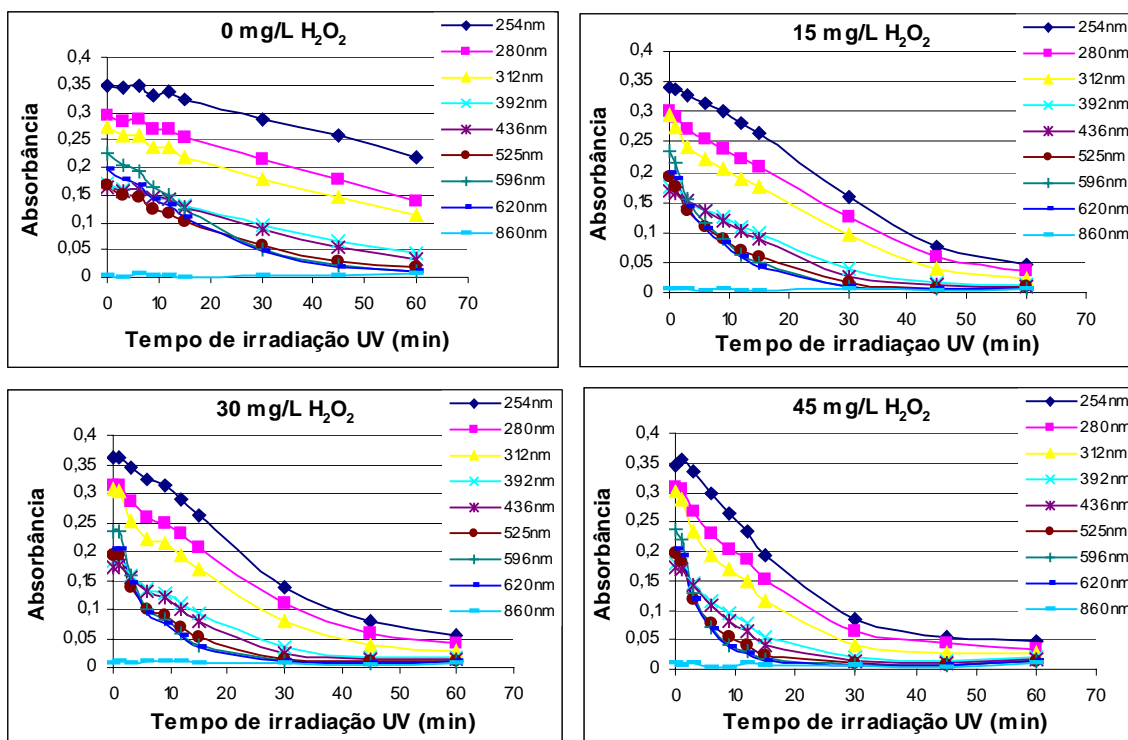 0 mg/L H₂O₂
Absorbância
0,4
0,35
0,3
0,25
0,2
0,15
0,1
0,05
0
0 10 20 30 40 50 60 70
Tempo de irradiação UV (min)
254nm
280nm
312nm
392nm
436nm
525nm
596nm
620nm
860nm
15 mg/L H₂O₂
Absorbância
0,4
0,35
0,3
0,25
0,2
0,15
0,1
0,05
0
0 10 20 30 40 50 60 70
Tempo de irradiaçao UV (min)
254nm
280nm
312nm
392nm
436nm
525nm
596nm
620nm
860nm
30 mg/L H₂O₂
Absorbância
0,4
0,35
0,3
0,25
0,2
0,15
0,1
0,05
0
0 10 20 30 40 50 60 70
Tempo de irradiação UV (min)
254nm
280nm
312nm
392nm
436nm
525nm
596nm
620nm
860nm
45 mg/L H₂O₂
Absorbância
0,4
0,35
0,3
0,25
0,2
0,15
0,1
0,05
0
0 10 20 30 40 50 60 70
Tempo de irradiação UV (min)
254nm
280nm
312nm
392nm
436nm
525nm
596nm
620nm
860nm